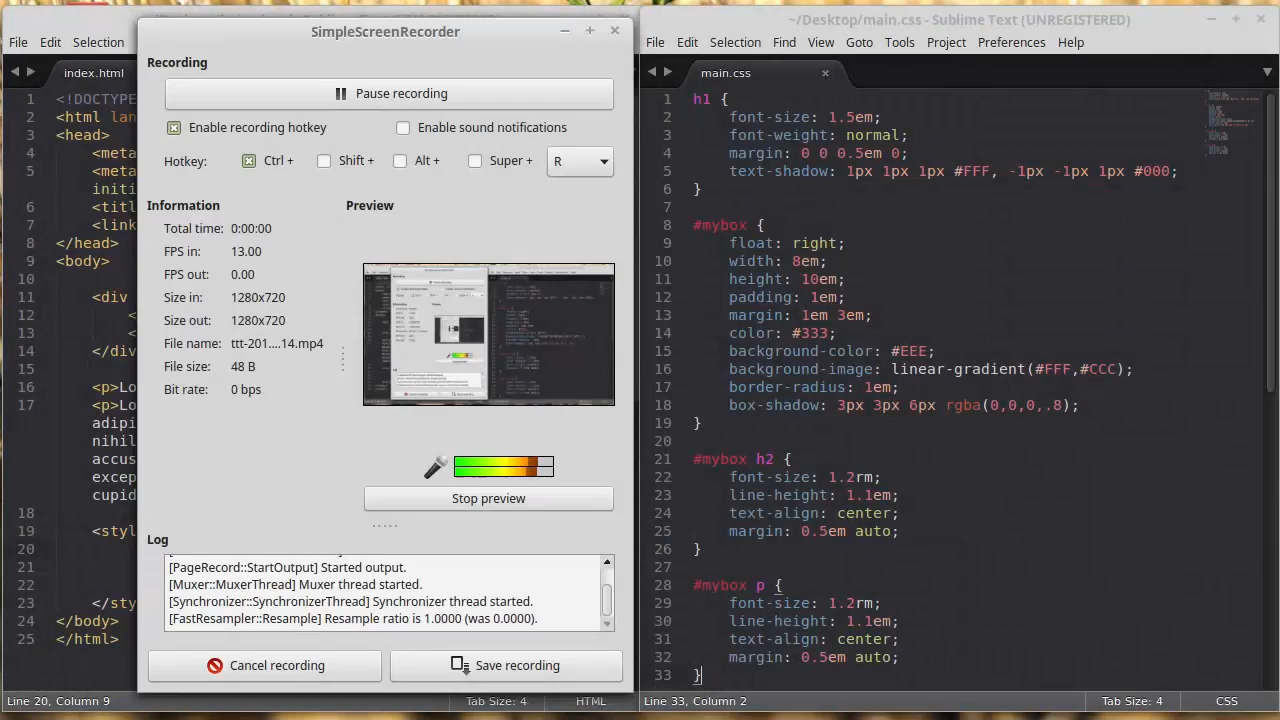 SimpleScreenRecorder
Recording
Pause recording
Enable recording hotkey
Enable sound notifications
Hotkey: Ctrl + Shift + Alt + Super + R
Information
Total time: 0:00:00
FPS in: 13.00
FPS out: 0.00
Size in: 1280x720
Size out: 1280x720
File name: ttt-201....14.mp4
File size: 48 B
Bit rate: 0 bps
Preview
Stop preview
Log
[PageRecord::StartOutput] Started output.
[Muxer::MuxerThread] Muxer thread started.
[Synchronizer::SynchronizerThread] Synchronizer thread started.
[FastResampler::Resample] Resample ratio is 1.0000 (was 0.0000).
Cancel recording
Save recording
File Edit Selection
index.html
1 <!DOCTYPE
2 <html lan
3 <head>
4 <meta
5 <meta
initi
6 <titl
7 <link
8 </head>
9 <body>
10
11 <div
12 <
13 <
14 </div
15
16 <p>Lo
17 <p>Lo
adipi
nihil
accus
excep
cupid
18
19 <styl
20
21
22
23 </sty
24 </body>
25 </html>
Line 20, Column 9
Tab Size: 4
HTML
~/Desktop/main.css - Sublime Text (UNREGISTERED)
File Edit Selection Find View Goto Tools Project Preferences Help
main.css
1 h1 {
2 font-size: 1.5em;
3 font-weight: normal;
4 margin: 0 0 0.5em 0;
5 text-shadow: 1px 1px 1px #FFF, -1px -1px 1px #000;
6 }
7
8 #mybox {
9 float: right;
10 width: 8em;
11 height: 10em;
12 padding: 1em;
13 margin: 1em 3em;
14 color: #333;
15 background-color: #EEE;
16 background-image: linear-gradient(#FFF,#CCC);
17 border-radius: 1em;
18 box-shadow: 3px 3px 6px rgba(0,0,0,.8);
19 }
20
21 #mybox h2 {
22 font-size: 1.2rm;
23 line-height: 1.1em;
24 text-align: center;
25 margin: 0.5em auto;
26 }
27
28 #mybox p {
29 font-size: 1.2rm;
30 line-height: 1.1em;
31 text-align: center;
32 margin: 0.5em auto;
33 }
Line 33, Column 2
Tab Size: 4
CSS